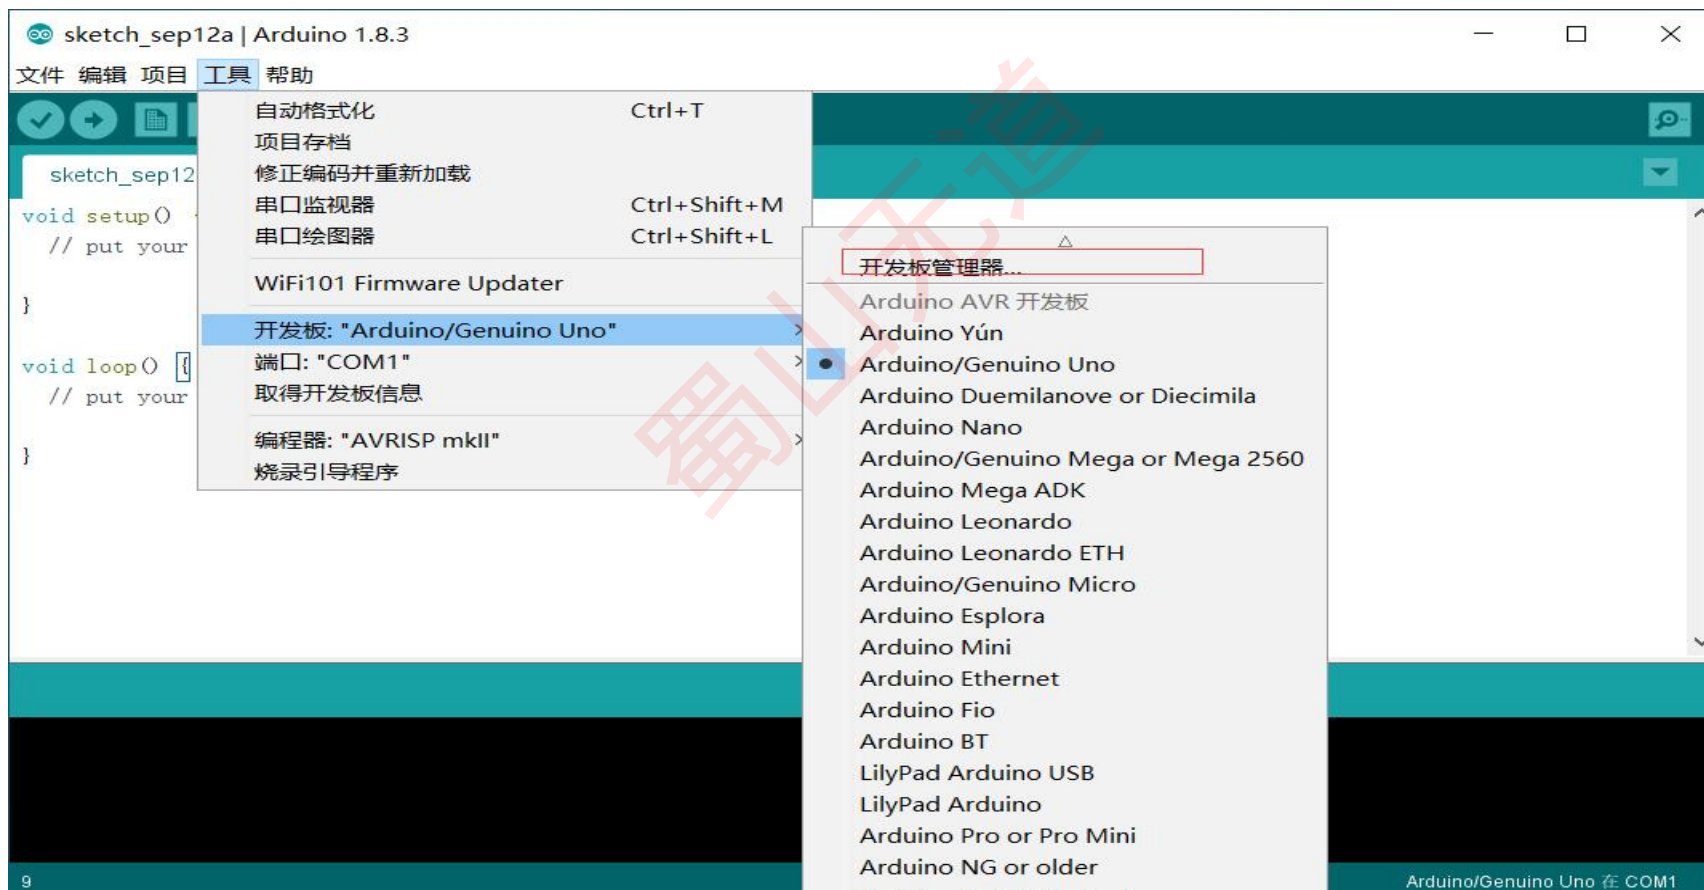 sketch_sep12a | Arduino 1.8.3
文件 编辑 项目 工具 帮助
sketch_sep12
void setup()
// put your
}
void loop() {
// put your
}
自动格式化 Ctrl+T
项目存档
修正编码并重新加载
串口监视器 Ctrl+Shift+M
串口绘图器 Ctrl+Shift+L
WiFi101 Firmware Updater
开发板: "Arduino/Genuino Uno"
端口: "COM1"
取得开发板信息
编程器: "AVRISP mkII"
烧录引导程序
开发板管理器...
Arduino AVR 开发板
Arduino Yún
Arduino/Genuino Uno
Arduino Duemilanove or Diecimila
Arduino Nano
Arduino/Genuino Mega or Mega 2560
Arduino Mega ADK
Arduino Leonardo
Arduino Leonardo ETH
Arduino/Genuino Micro
Arduino Esplora
Arduino Mini
Arduino Ethernet
Arduino Fio
Arduino BT
LilyPad Arduino USB
LilyPad Arduino
Arduino Pro or Pro Mini
Arduino NG or older
蜀山无道
9
Arduino/Genuino Uno 在 COM1